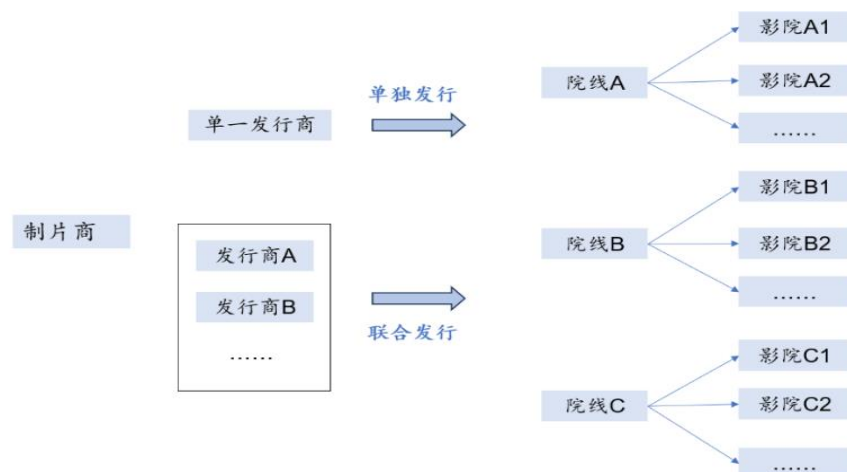 制片商
单一发行商
发行商A
发行商B
……
单独发行
联合发行
院线A
影院A1
影院A2
……
院线B
影院B1
影院B2
……
院线C
影院C1
影院C2
……